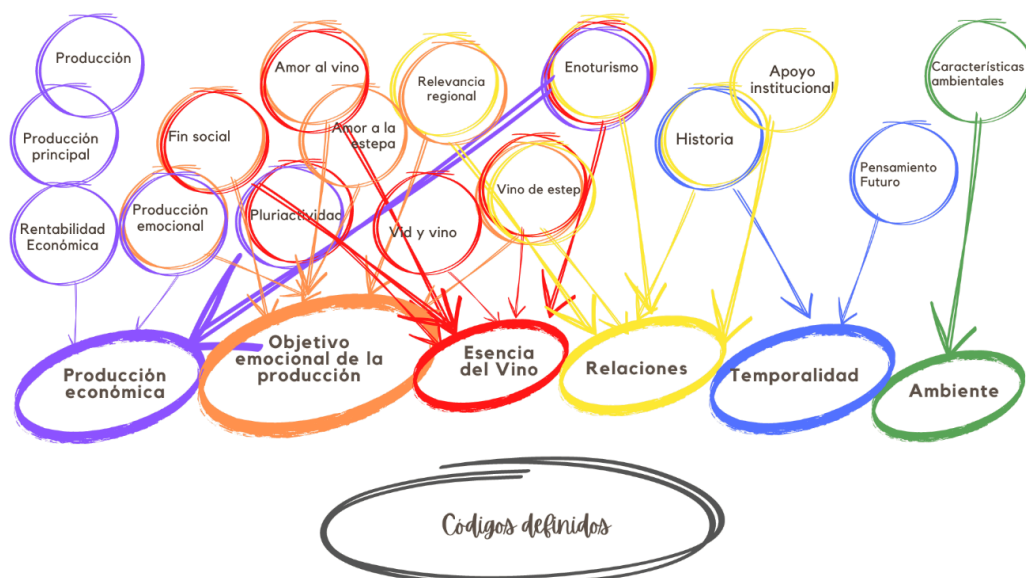 Producción
Amor al vino
Relevancia
regional
Enoturismo
Apoyo
institucional
Características
ambientales
Producción
principal
Fin social
Amor a la
estepa
Historia
Pensamiento
Futuro
Rentabilidad
Económica
Producción
emocional
Pluriactividad
Vid y vino
Vino de estep
Producción
económica
Objetivo
emocional de la
producción
Esencia
del Vino
Relaciones
Temporalidad
Ambiente
Códigos definidos